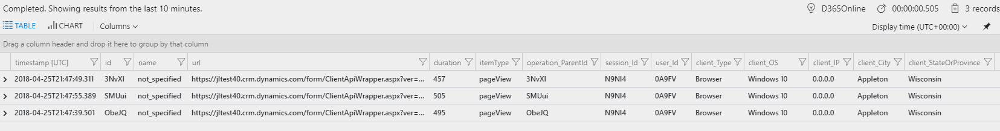 Completed. Showing results from the last 10 minutes. D365Online 00:00:00.505 3 records
TABLE CHART Columns Display time (UTC+00:00)
Drag a column header and drop it here to group by that column
timestamp [UTC] id name url duration itemType operation_ParentId session_Id user_Id client_Type client_OS client_IP client_City client_StateOrProvince
2018-04-25T21:47:49.311 3NvXI not_specified https://jltest40.crm.dynamics.com/form/ClientApiWrapper.aspx?ver=... 457 pageView 3NvXI N9NI4 0A9FV Browser Windows 10 0.0.0.0 Appleton Wisconsin
2018-04-25T21:47:55.389 SMUui not_specified https://jltest40.crm.dynamics.com/form/ClientApiWrapper.aspx?ver=... 505 pageView SMUui N9NI4 0A9FV Browser Windows 10 0.0.0.0 Appleton Wisconsin
2018-04-25T21:47:39.501 ObeJQ not_specified https://jltest40.crm.dynamics.com/form/ClientApiWrapper.aspx?ver=... 495 pageView ObeJQ N9NI4 0A9FV Browser Windows 10 0.0.0.0 Appleton Wisconsin